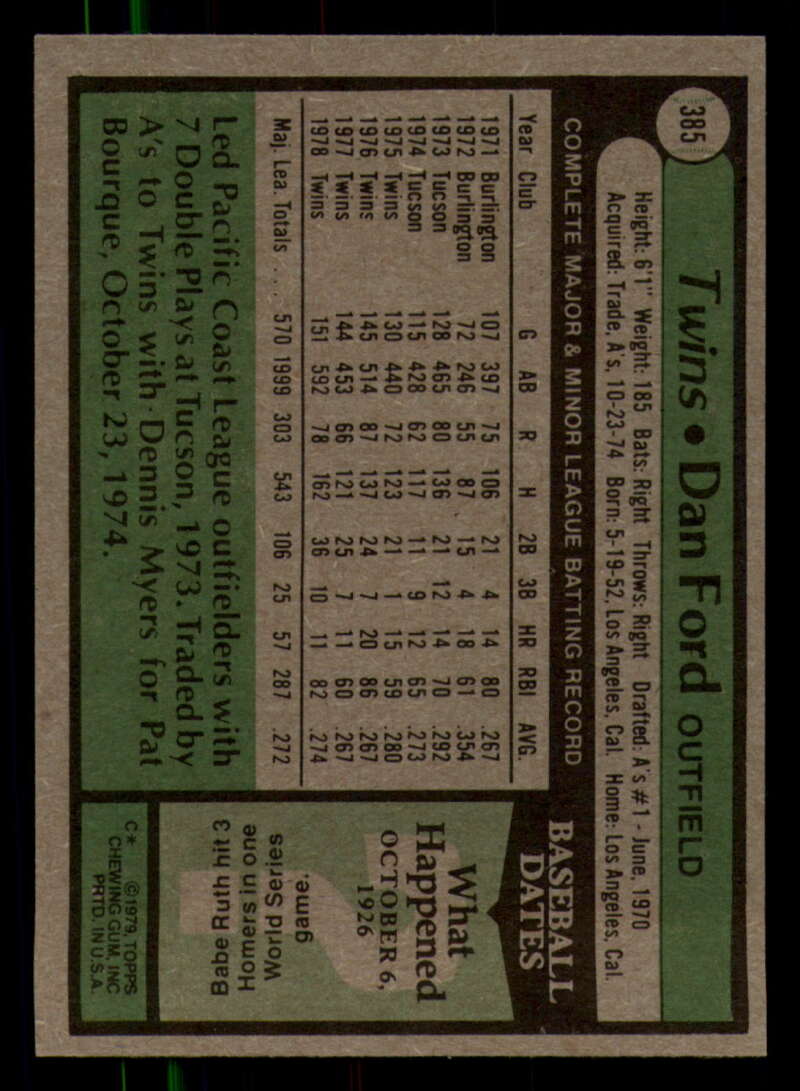 385
Twins • Dan Ford OUTFIELD
Height: 6'1" Weight: 185 Bats: Right Throws: Right Drafted: A's #1 - June, 1970
Acquired: Trade, A's, 10-23-74 Born: 5-19-52, Los Angeles, Cal. Home: Los Angeles, Cal.
COMPLETE MAJOR & MINOR LEAGUE BATTING RECORD
Year Club G AB R H 2B 3B HR RBI AVG.
1971 Burlington 107 397 75 106 21 4 14 80 .267
1972 Burlington 72 246 55 87 15 4 18 61 .354
1973 Tucson 128 465 80 136 21 12 14 70 .292
1974 Tucson 115 428 62 117 11 9 12 65 .273
1975 Twins 130 440 72 123 21 1 15 59 .280
1976 Twins 145 514 87 137 24 7 20 86 .267
1977 Twins 144 453 66 121 25 7 11 60 .267
1978 Twins 151 592 78 162 36 10 11 82 .274
Maj. Lea. Totals . . . 570 1999 303 543 106 25 57 287 .272
Led Pacific Coast League outfielders with
7 Double Plays at Tucson, 1973. Traded by
A's to Twins with Dennis Myers for Pat
Bourque, October 23, 1974.
BASEBALL
DATES
What
Happened
OCTOBER 6,
1926
Babe Ruth hit 3
Homers in one
World Series
game.
C* ©1979, TOPPS
CHEWING GUM, INC
PRTD. IN U.S.A.